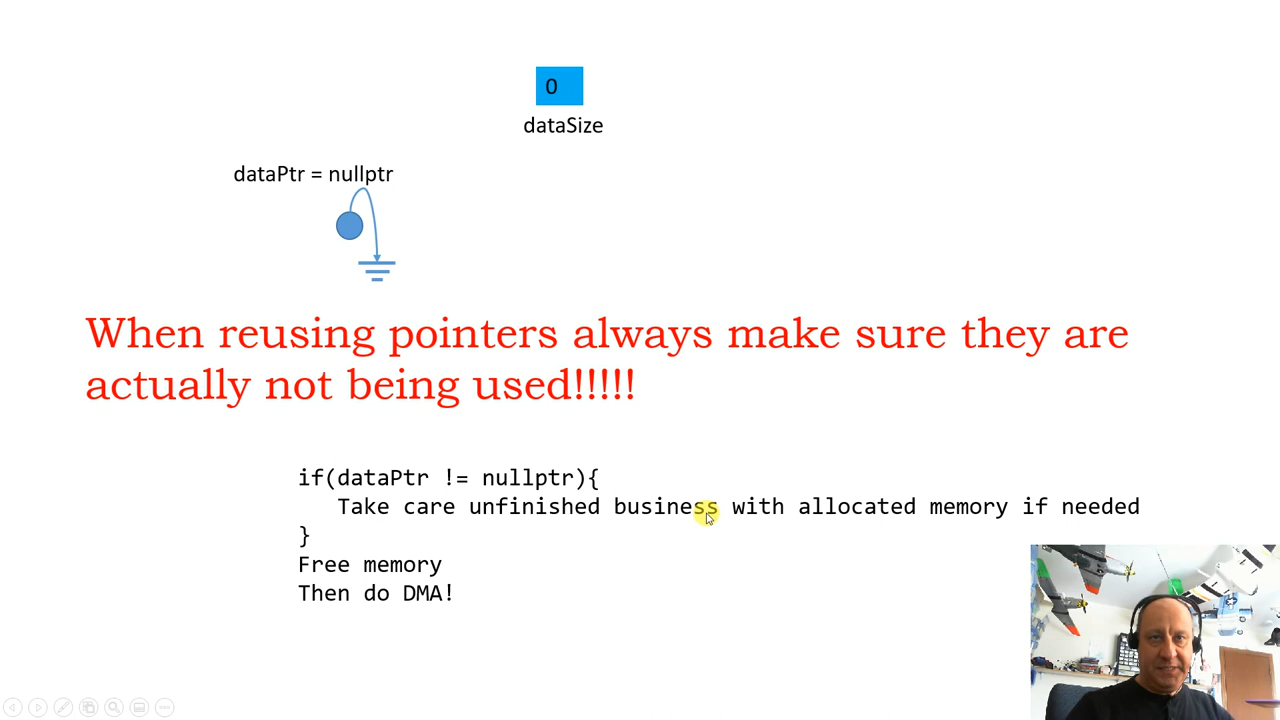 0
dataSize
dataPtr = nullptr
When reusing pointers always make sure they are
actually not being used!!!!!
if(dataPtr != nullptr){
Take care unfinished business with allocated memory if needed
}
Free memory
Then do DMA!